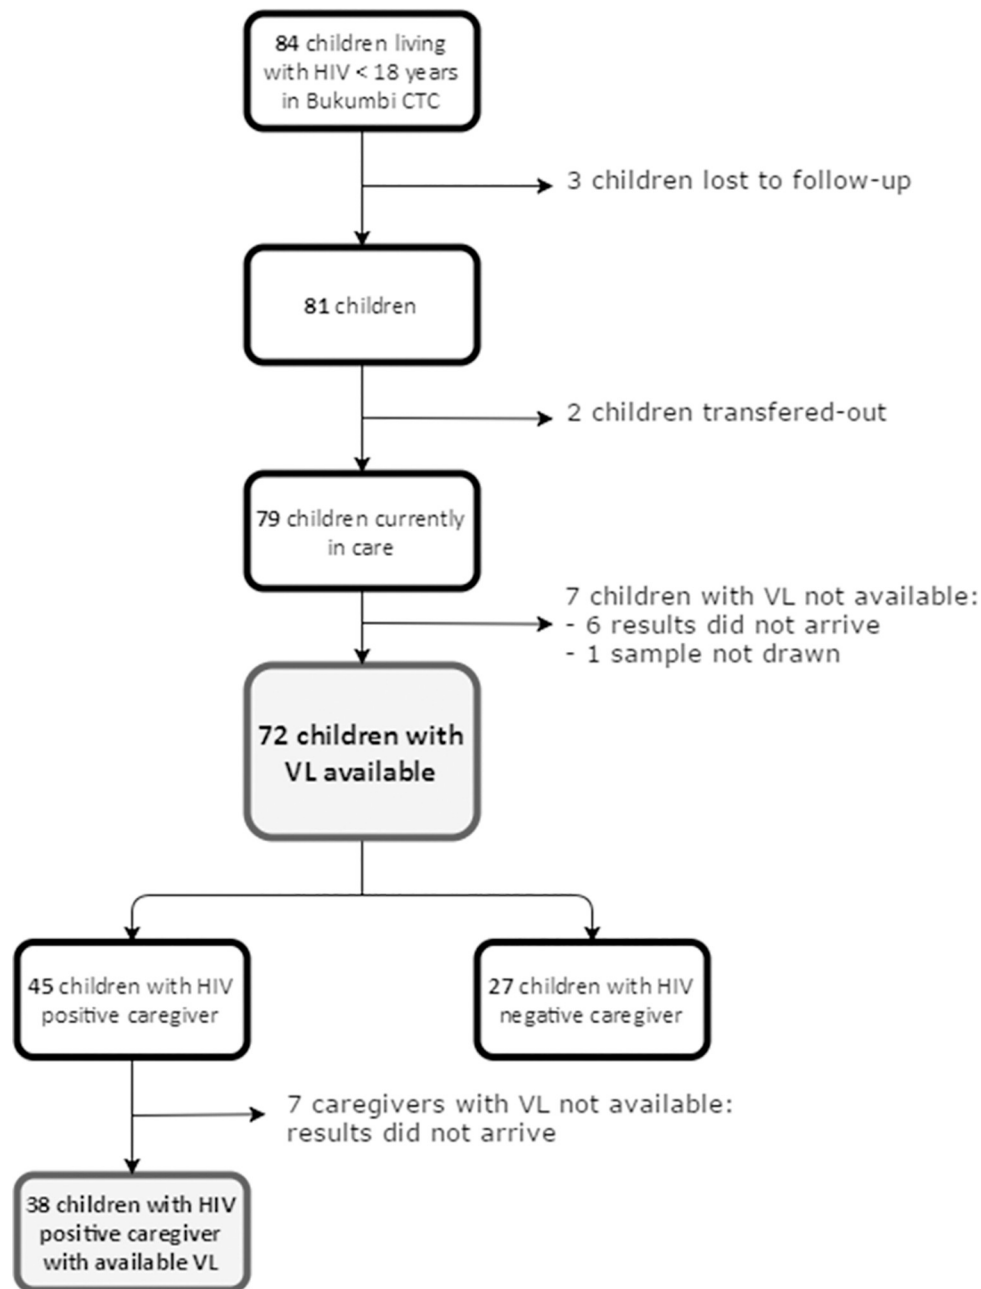 84 children living
with HIV < 18 years
in Bukumbi CTC
3 children lost to follow-up
81 children
2 children transfered-out
79 children currently
in care
7 children with VL not available:
- 6 results did not arrive
- 1 sample not drawn
72 children with
VL available
45 children with HIV
positive caregiver
27 children with HIV
negative caregiver
7 caregivers with VL not available:
results did not arrive
38 children with HIV
positive caregiver
with available VL